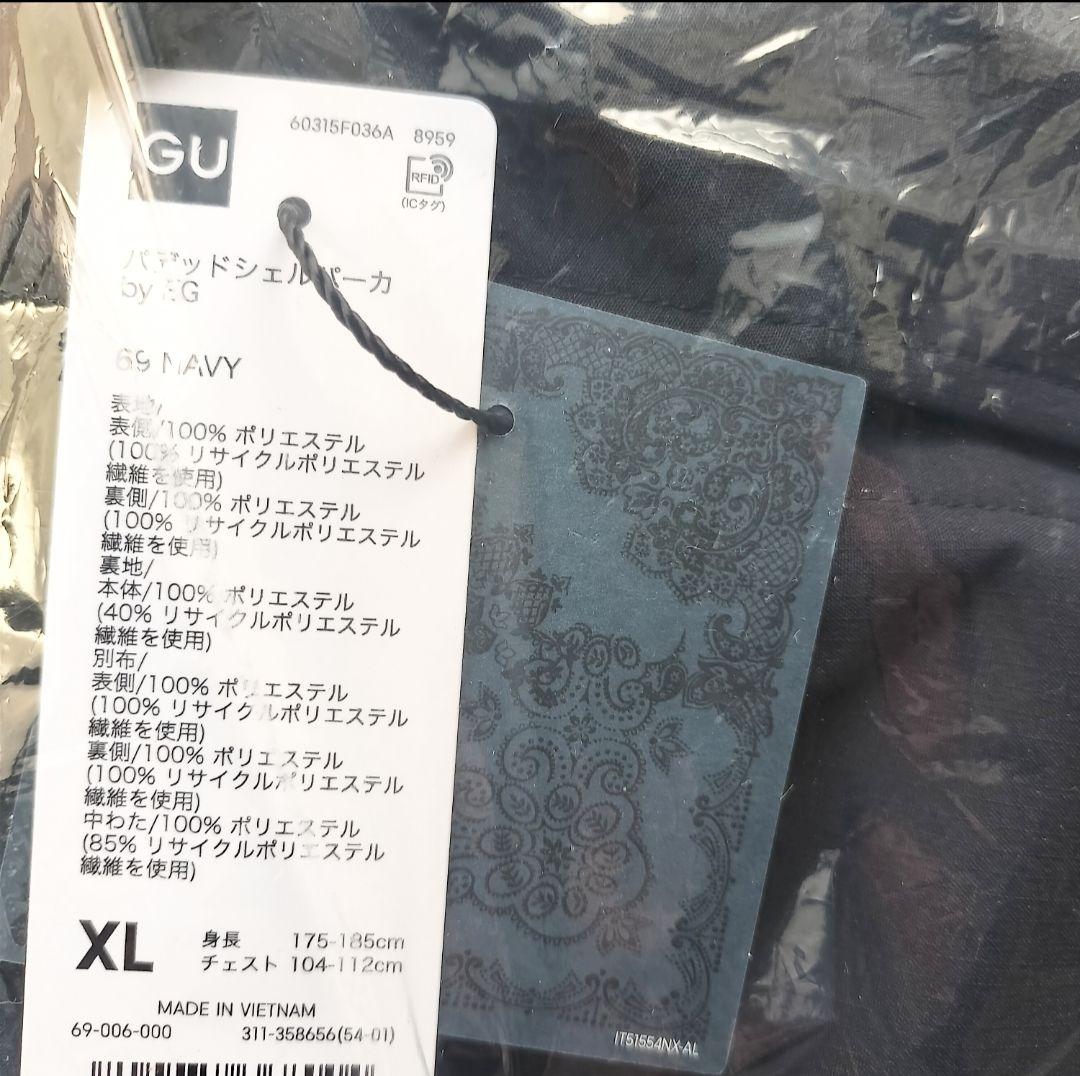 GU
60315F036A 8959
RFID
(ICタグ)
パデッドシェルパーカ
by EG
69 NAVY
表地/
表側/100% ポリエステル
(100% リサイクルポリエステル
繊維を使用)
裏側/100% ポリエステル
(100% リサイクルポリエステル
繊維を使用)
裏地/
本体/100% ポリエステル
(40% リサイクルポリエステル
繊維を使用)
別布/
表側/100% ポリエステル
(100% リサイクルポリエステル
繊維を使用)
裏側/100% ポリエステル
(100% リサイクルポリエステル
繊維を使用)
中わた/100% ポリエステル
(85% リサイクルポリエステル
繊維を使用)
XL
身長 175-185cm
チェスト 104-112cm
MADE IN VIETNAM
69-006-000 311-358656(54-01)
IT51554NX-AL